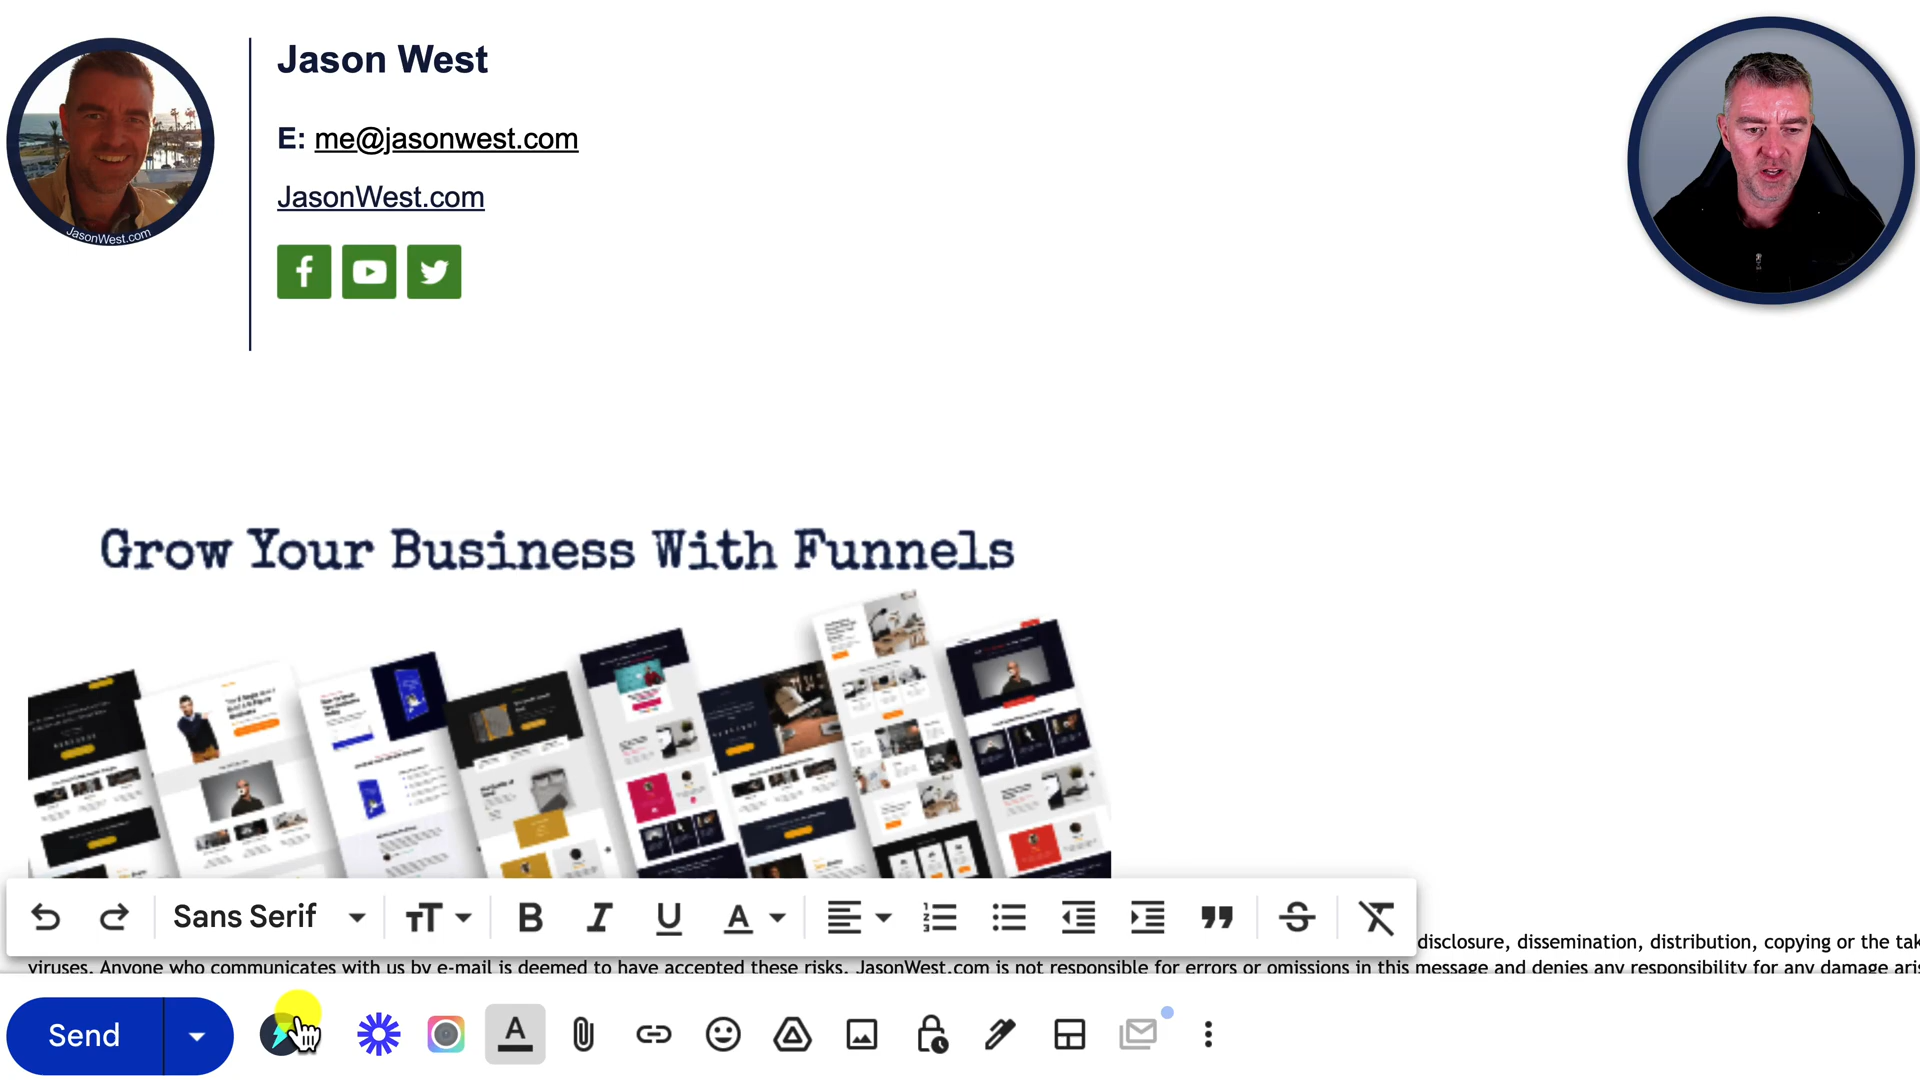 Jason West
E: me@jasonwest.com
JasonWest.com
JasonWest.com
Grow Your Business With Funnels
Sans Serif
disclosure, dissemination, distribution, copying or the tak
viruses. Anyone who communicates with us by e-mail is deemed to have accepted these risks. JasonWest.com is not responsible for errors or omissions in this message and denies any responsibility for any damage aris
Send